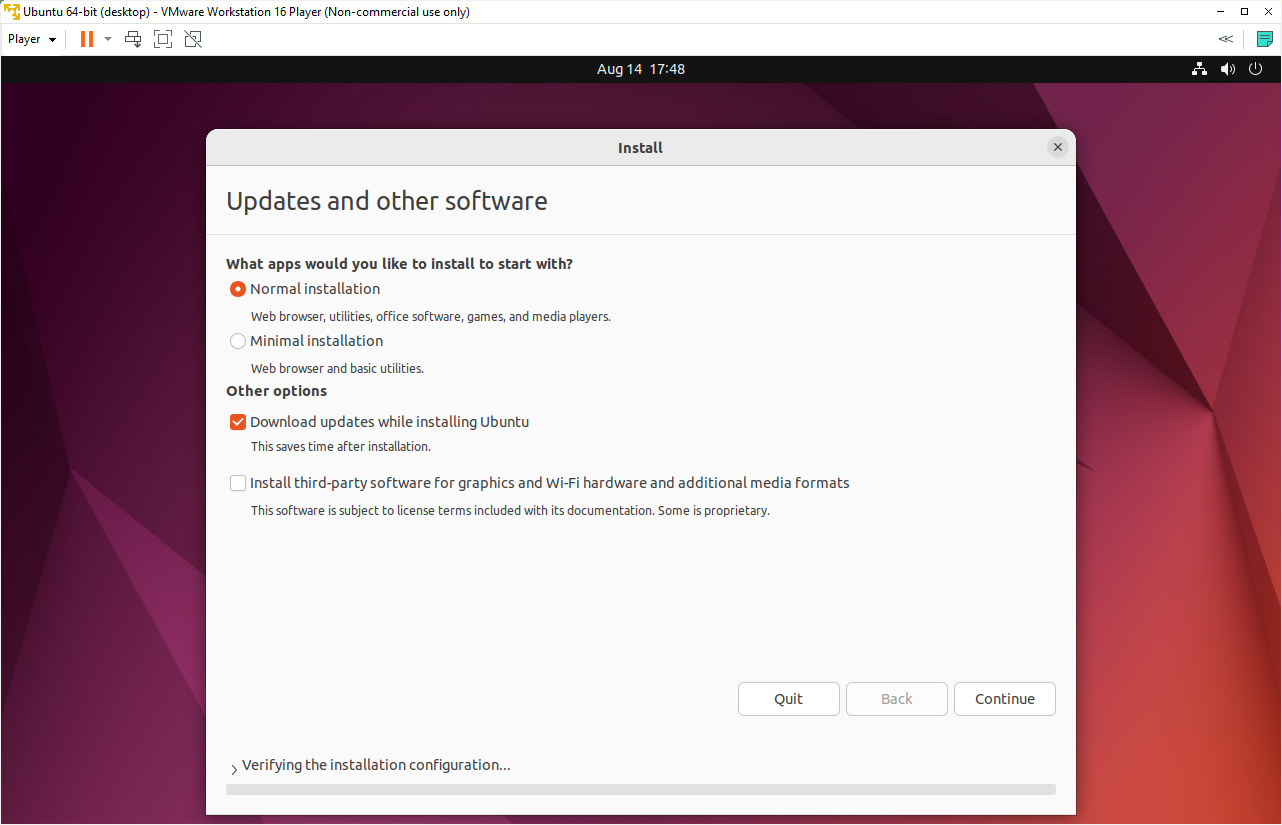 Ubuntu 64-bit (desktop) - VMware Workstation 16 Player (Non-commercial use only)
Player
Aug 14 17:48
Install
Updates and other software
What apps would you like to install to start with?
Normal installation
Web browser, utilities, office software, games, and media players.
Minimal installation
Web browser and basic utilities.
Other options
Download updates while installing Ubuntu
This saves time after installation.
Install third-party software for graphics and Wi-Fi hardware and additional media formats
This software is subject to license terms included with its documentation. Some is proprietary.
Quit Back Continue
Verifying the installation configuration...